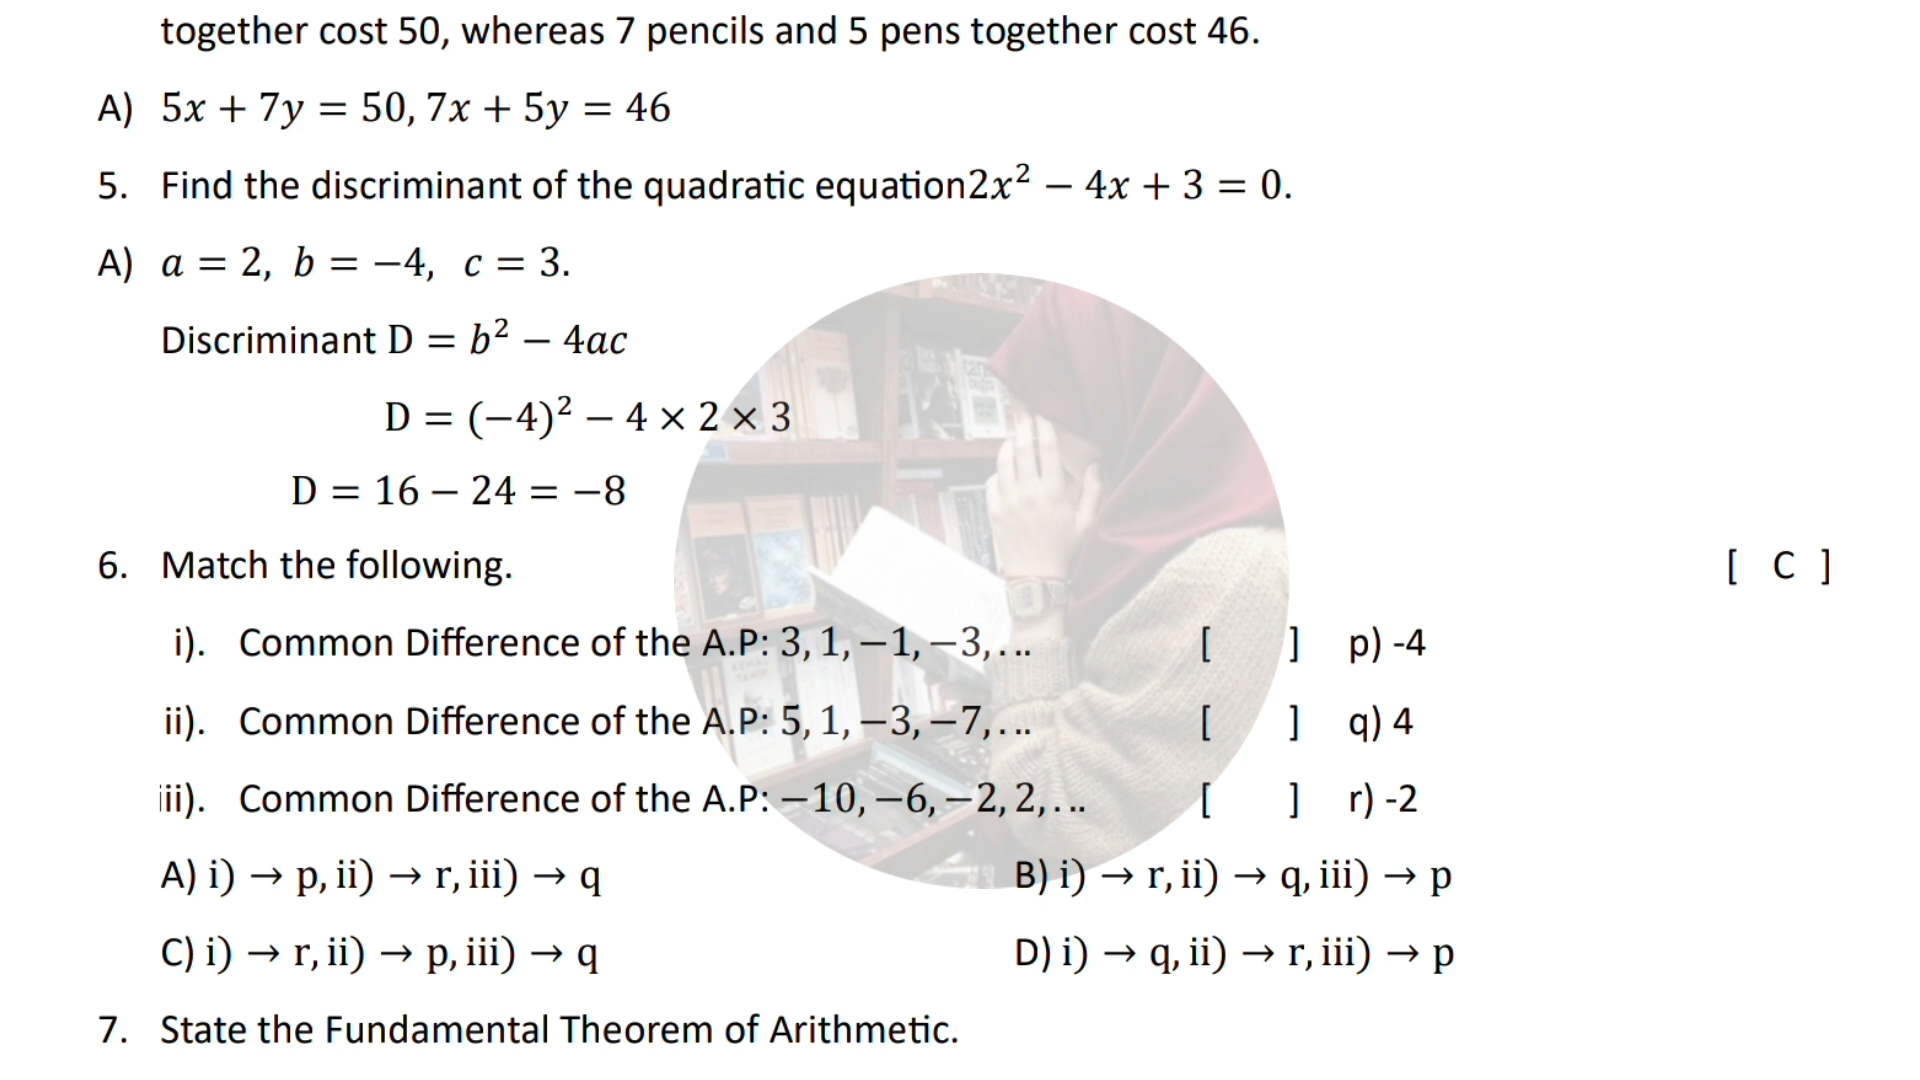 together cost 50, whereas 7 pencils and 5 pens together cost 46.
A) 5x + 7y = 50, 7x + 5y = 46
5. Find the discriminant of the quadratic equation2x² − 4x + 3 = 0.
A) a = 2, b = −4, c = 3.
Discriminant D = b² − 4ac
D = (−4)² − 4 × 2 × 3
D = 16 − 24 = −8
6. Match the following. [ C ]
i). Common Difference of the A.P: 3, 1, −1, −3, … [ ] p) -4
ii). Common Difference of the A.P: 5, 1, −3, −7, … [ ] q) 4
iii). Common Difference of the A.P: −10, −6, −2, 2, … [ ] r) -2
A) i) → p, ii) → r, iii) → q B) i) → r, ii) → q, iii) → p
C) i) → r, ii) → p, iii) → q D) i) → q, ii) → r, iii) → p
7. State the Fundamental Theorem of Arithmetic.